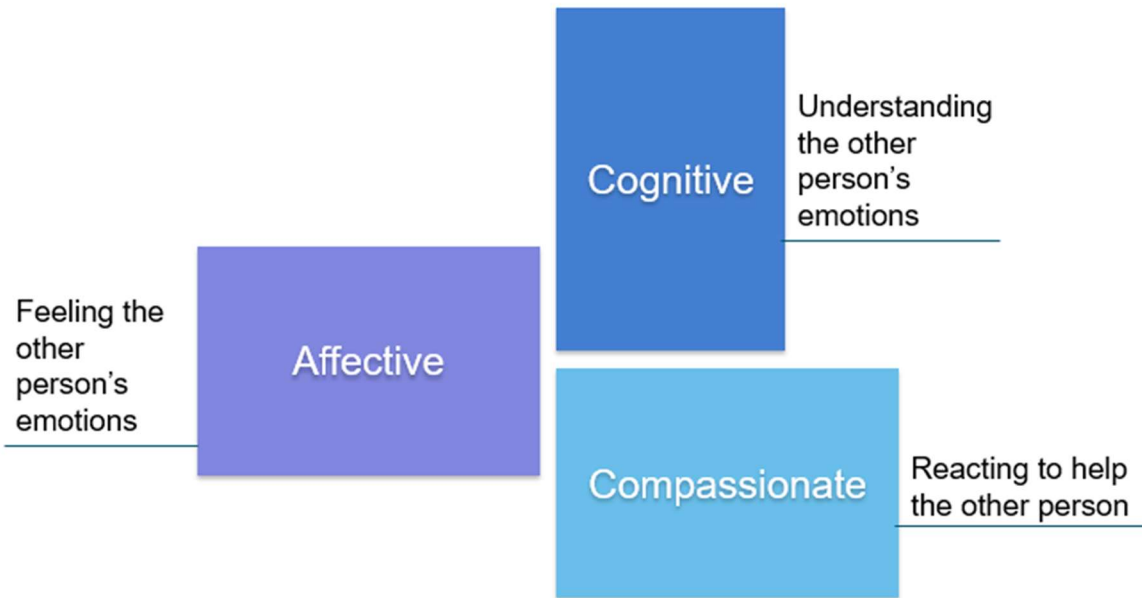 Cognitive
Understanding
the other
person’s
emotions
Feeling the
other
person’s
emotions
Affective
Compassionate
Reacting to help
the other person